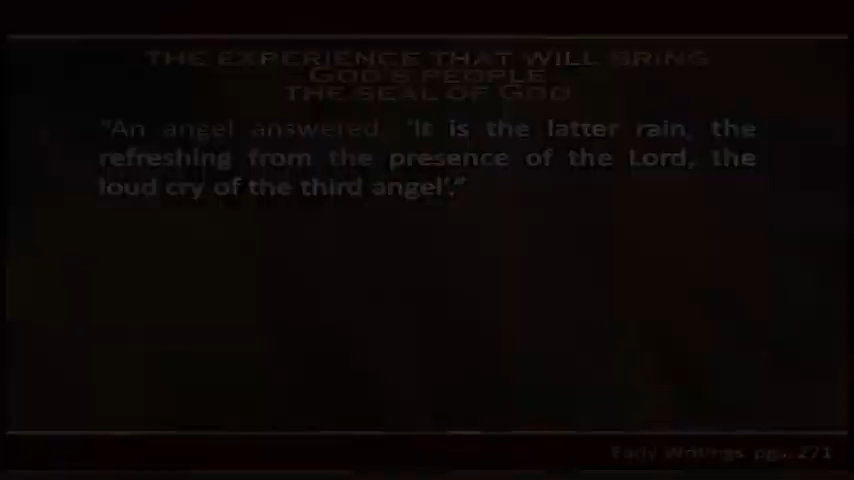 THE EXPERIENCE THAT WILL BRING
GOD'S PEOPLE
THE SEAL OF GOD
"An angel answered, 'It is the latter rain, the
refreshing from the presence of the Lord, the
loud cry of the third angel'."
Early Writings, pgs. 271